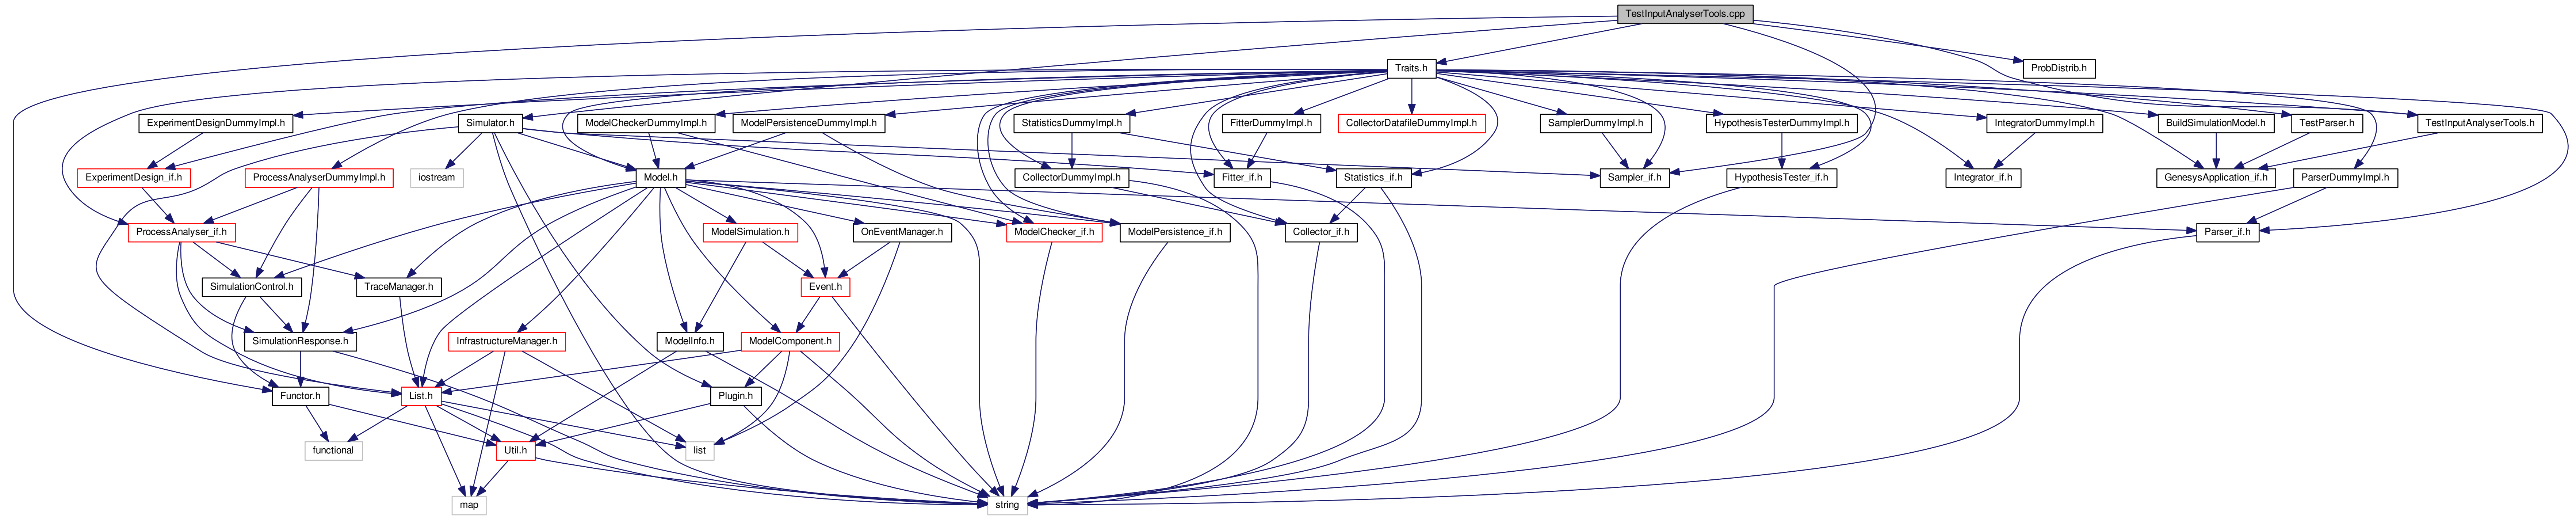 TestInputAnalyserTools.cpp
Traits.h
ProbDistrib.h
ExperimentDesignDummyImpl.h
Simulator.h
ModelCheckerDummyImpl.h
ModelPersistenceDummyImpl.h
StatisticsDummyImpl.h
FitterDummyImpl.h
CollectorDatafileDummyImpl.h
SamplerDummyImpl.h
HypothesisTesterDummyImpl.h
IntegratorDummyImpl.h
BuildSimulationModel.h
TestParser.h
TestInputAnalyserTools.h
ExperimentDesign_if.h
ProcessAnalyserDummyImpl.h
iostream
Model.h
CollectorDummyImpl.h
Fitter_if.h
Statistics_if.h
Sampler_if.h
HypothesisTester_if.h
Integrator_if.h
GenesysApplication_if.h
ParserDummyImpl.h
ProcessAnalyser_if.h
ModelSimulation.h
OnEventManager.h
ModelChecker_if.h
ModelPersistence_if.h
Collector_if.h
Parser_if.h
SimulationControl.h
TraceManager.h
Event.h
SimulationResponse.h
InfrastructureManager.h
ModelInfo.h
ModelComponent.h
Functor.h
List.h
Plugin.h
functional
Util.h
list
map
string